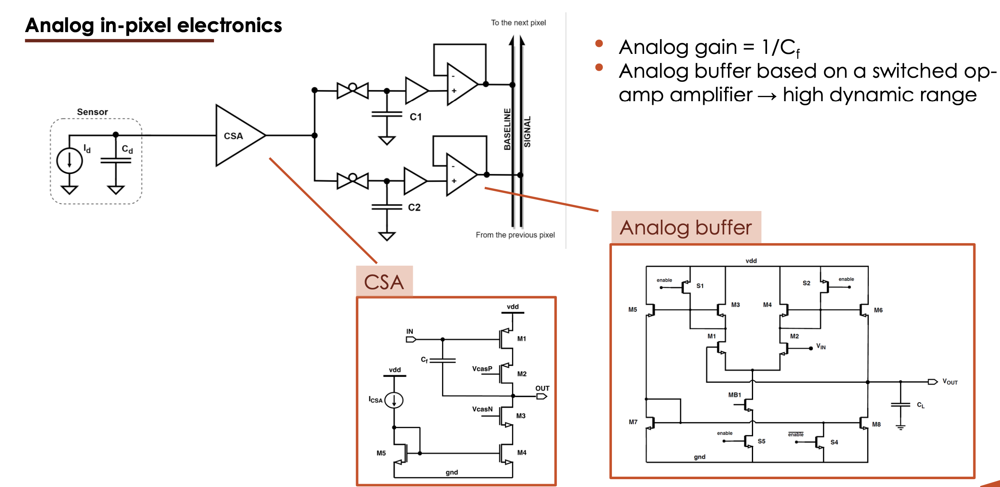 Analog in-pixel electronics
To the next pixel
Analog gain = 1/Cf
Analog buffer based on a switched op-
amp amplifier → high dynamic range
Sensor
Id
Cd
CSA
C1
C2
-
+
-
+
BASELINE
SIGNAL
From the previous pixel
CSA
vdd
IN
M1
Cf
VcasP
M2
vdd
OUT
ICSA
VcasN
M3
M5
M4
gnd
Analog buffer
vdd
enable
S1
S2
enable
M5
M3
M4
M6
M1
M2
VIN
VOUT
MB1
CL
M7
M8
enable
S5
enable
S4
gnd